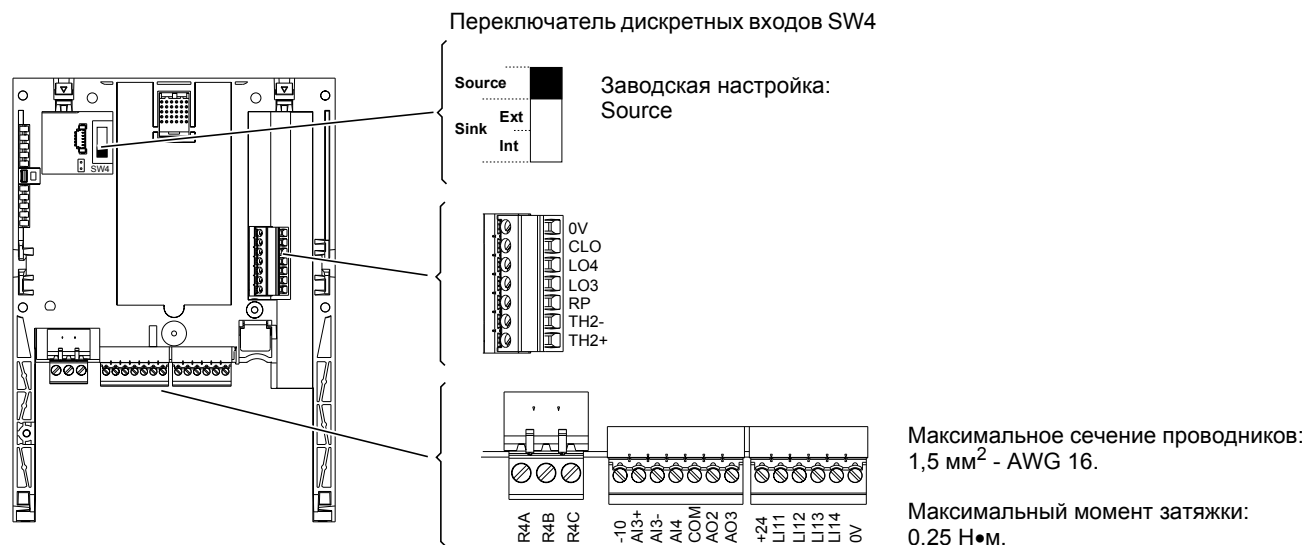 Переключатель дискретных входов SW4
Source
Sink
Ext
Int
Заводская настройка:
Source
SW4
0V
CLO
LO4
LO3
RP
TH2-
TH2+
R4A
R4B
R4C
-10
AI3+
AI3-
AI4
COM
AO2
AO3
+24
LI11
LI12
LI13
LI14
0V
Максимальное сечение проводников:
1,5 мм² - AWG 16.
Максимальный момент затяжки:
0,25 Н•м.